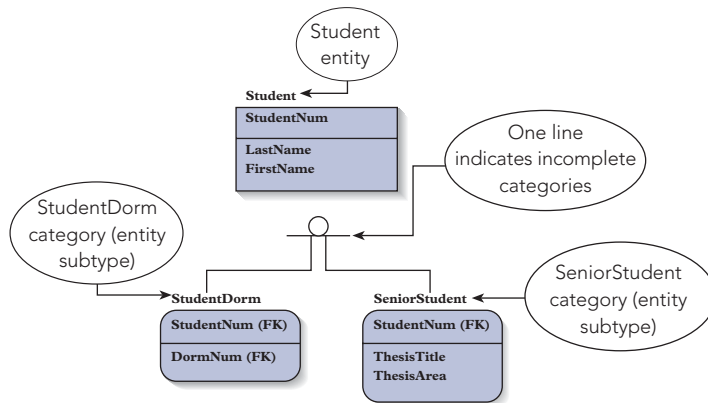 Student
entity
Student
StudentNum
LastName
FirstName
One line
indicates incomplete
categories
StudentDorm
category (entity
subtype)
StudentDorm
StudentNum (FK)
DormNum (FK)
SeniorStudent
StudentNum (FK)
ThesisTitle
ThesisArea
SeniorStudent
category (entity
subtype)